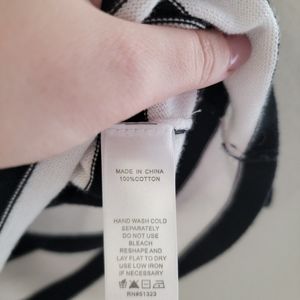 MADE IN CHINA
100%COTTON
HAND WASH COLD
SEPARATELY
DO NOT USE
BLEACH
RESHAPE AND
LAY FLAT TO DRY
USE LOW IRON
IF NECESSARY
RN#51323